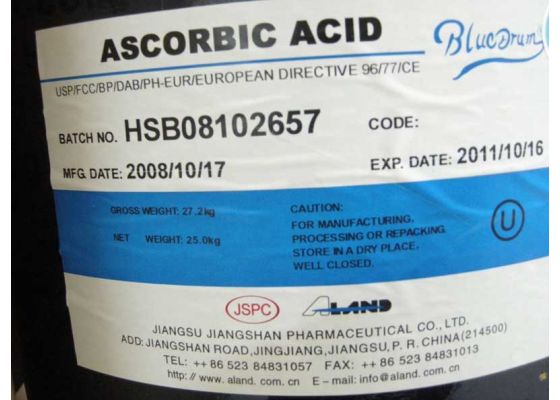 ASCORBIC ACID
BlueDrum
USP/FCC/BP/DAB/PH-EUR/EUROPEAN DIRECTIVE 96/77/CE
BATCH NO. HSB08102657 CODE:
MFG. DATE: 2008/10/17 EXP. DATE: 2011/10/16
GROSS WEIGHT: 27.2kg
NET WEIGHT: 25.0kg
CAUTION:
FOR MANUFACTURING,
PROCESSING OR REPACKING
STORE IN A DRY PLACE,
WELL CLOSED.
U
JSPC ALAND
JIANGSU JIANGSHAN PHARMACEUTICAL CO., LTD.
ADD: JIANGSHAN ROAD,JINGJIANG,JIANGSU,P. R. CHINA(214500)
TEL: ++86 523 84831057 FAX: ++86 523 84831013
http: // www. aland. com. cn E-mail: info@aland. com. cn